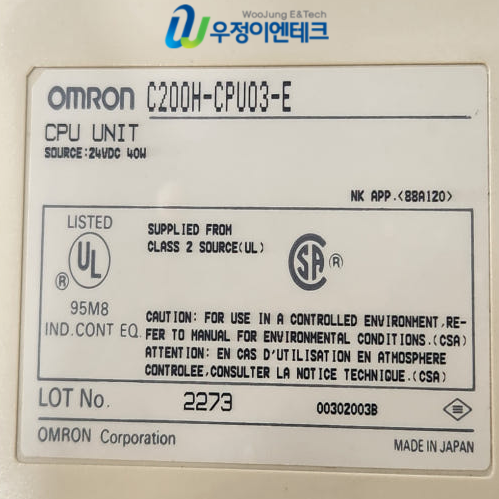 WooJung E&Tech
우정이엔테크
OMRON C200H-CPU03-E
CPU UNIT
SOURCE:24VDC 40W
NK APP.<88A120>
LISTED
UL
®
95M8
IND.CONT EQ.
SUPPLIED FROM
CLASS 2 SOURCE(UL)
SA ®
CAUTION: FOR USE IN A CONTROLLED ENVIRONMENT.RE-
FER TO MANUAL FOR ENVIRONMENTAL CONDITIONS.(CSA)
ATTENTION: EN CAS D'UTILISATION EN ATMOSPHERE
CONTROLEE,CONSULTER LA NOTICE TECHNIQUE.(CSA)
LOT No. 2273 00302003B
OMRON Corporation MADE IN JAPAN